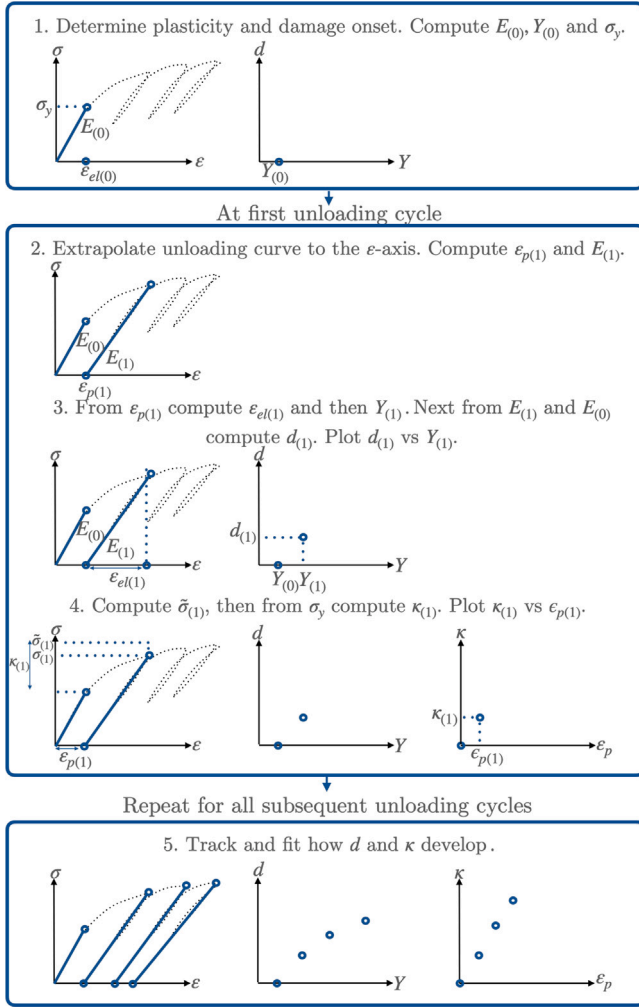 1. Determine plasticity and damage onset. Compute E(0), Y(0) and σy.
σ
d
σy
E(0)
εel(0)
ε
Y(0)
Y
At first unloading cycle
2. Extrapolate unloading curve to the ε-axis. Compute εp(1) and E(1).
σ
E(0)
E(1)
εp(1)
ε
3. From εp(1) compute εel(1) and then Y(1). Next from E(1) and E(0)
compute d(1). Plot d(1) vs Y(1).
σ
d
E(0)
E(1)
d(1)
εel(1)
ε
Y(0)
Y(1)
Y
4. Compute σ̃(1), then from σy compute κ(1). Plot κ(1) vs ϵp(1).
σ
d
κ
σ̃(1)
σ(1)
κ(1)
κ(1)
εp(1)
ε
Y
ϵp(1)
εp
Repeat for all subsequent unloading cycles
5. Track and fit how d and κ develop.
σ
d
κ
ε
Y
εp